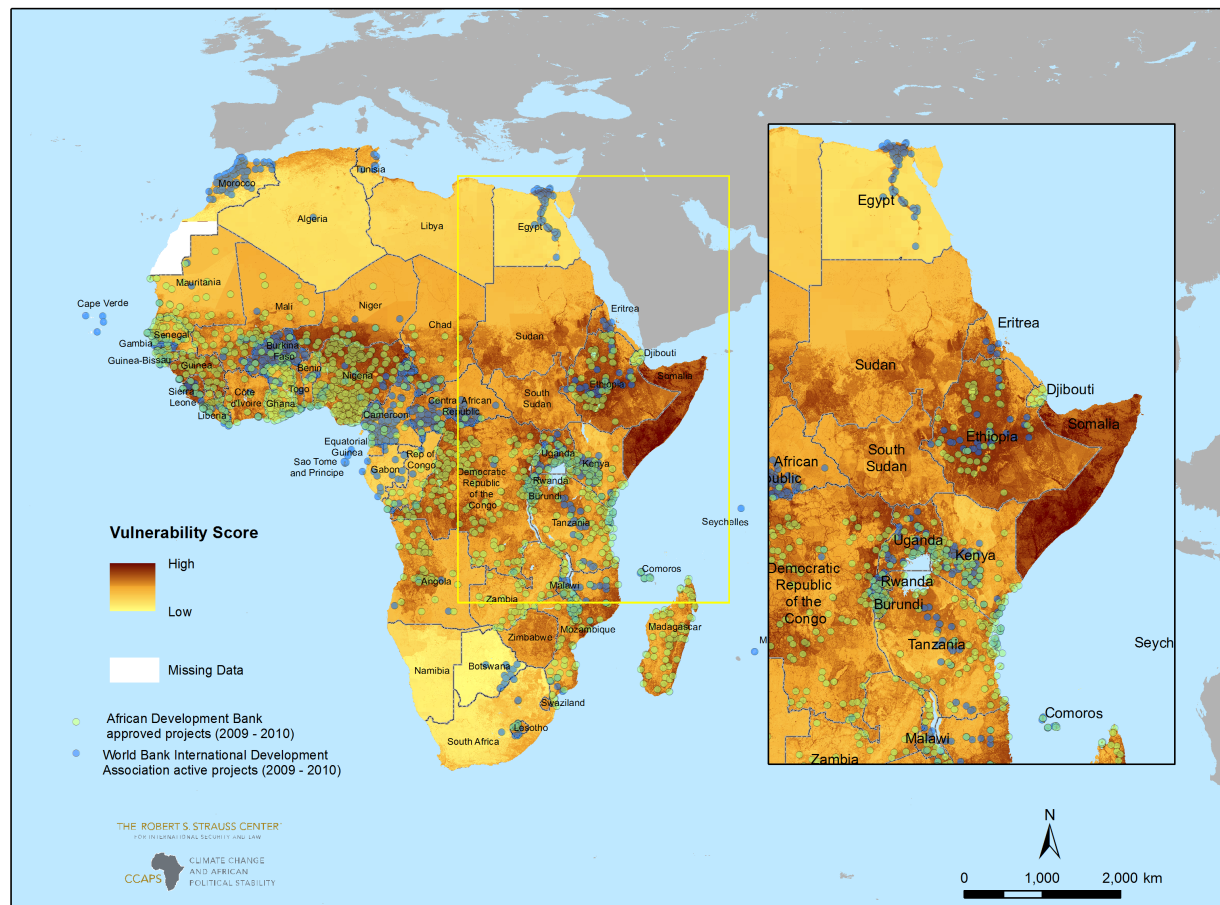 Morocco
Tunisia
Algeria
Libya
Egypt
Mauritania
Mali
Niger
Chad
Sudan
Eritrea
Cape Verde
Senegal
Gambia
Guinea-Bissau
Guinea
Sierra
Leone
Liberia
Côte
d'Ivoire
Burkina
Faso
Ghana
Togo
Benin
Nigeria
Cameroon
Central African
Republic
South
Sudan
Ethiopia
Djibouti
Somalia
Equatorial
Guinea
Sao Tome
and Principe
Gabon
Rep of
Congo
Democratic
Republic
of the
Congo
Uganda
Kenya
Rwanda
Burundi
Tanzania
Seychelles
Comoros
Angola
Zambia
Malawi
Mozambique
Madagascar
Zimbabwe
Namibia
Botswana
Swaziland
Lesotho
South Africa
M
Vulnerability Score
High
Low
Missing Data
African Development Bank
approved projects (2009 - 2010)
World Bank International Development
Association active projects (2009 - 2010)
THE ROBERT S. STRAUSS CENTER
FOR INTERNATIONAL SECURITY AND LAW
CCAPS
CLIMATE CHANGE
AND AFRICAN
POLITICAL STABILITY
Egypt
Eritrea
Sudan
Djibouti
Somalia
Ethiopia
South
Sudan
African
public
Uganda
Kenya
Democratic
Republic
of the
Congo
Rwanda
Burundi
Tanzania
Seych
Comoros
Malawi
Zambia
N
0 1,000 2,000 km